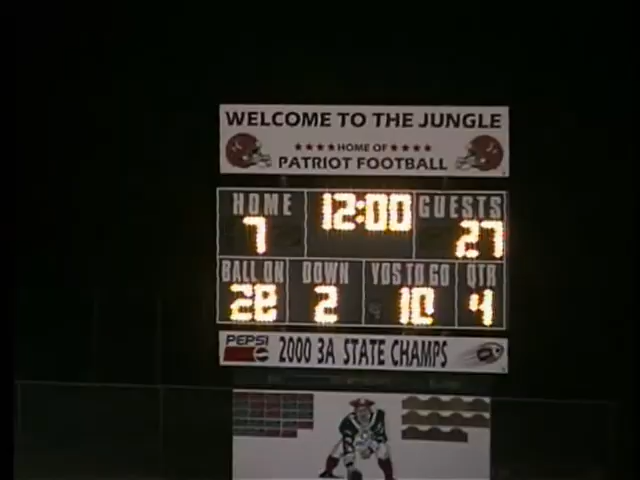 WELCOME TO THE JUNGLE
HOME OF
PATRIOT FOOTBALL
HOME 12:00 GUESTS
7 27
BALL ON DOWN YDS TO GO QTR
28 2 10 4
PEPSI 2000 3A STATE CHAMPS